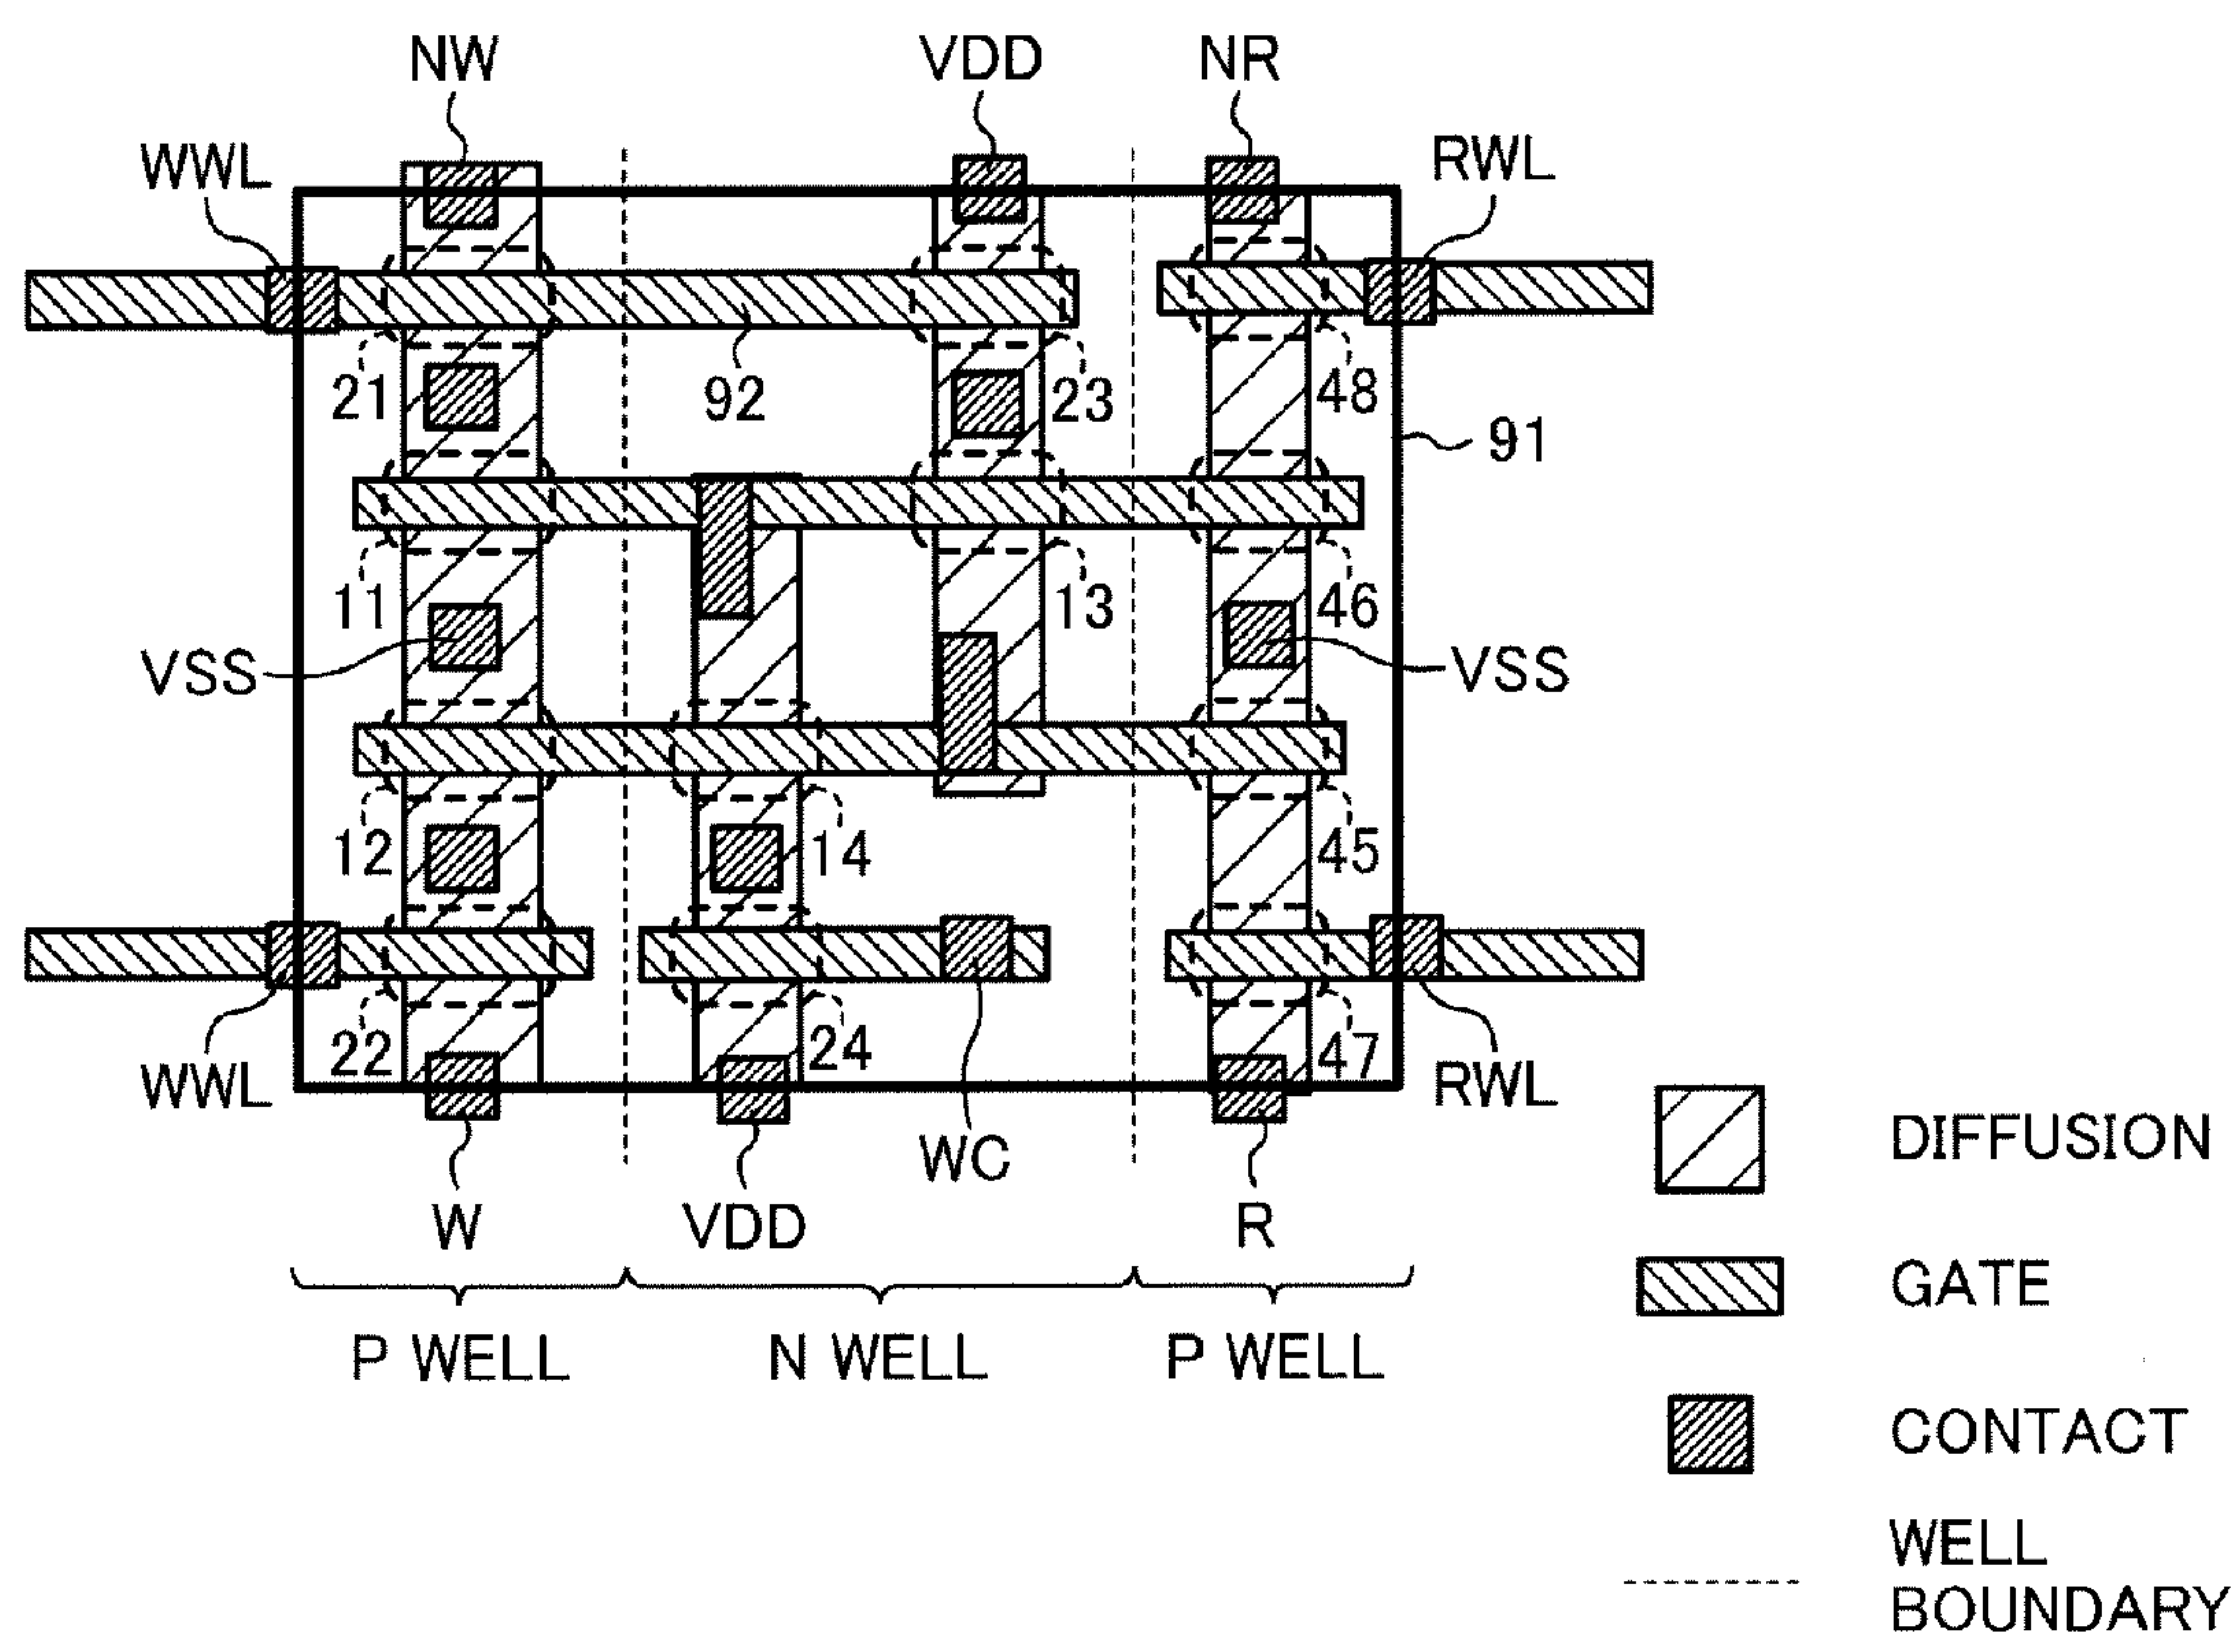 NW
VDD
NR
WWL
RWL
21
92
23
48
91
11
13
46
VSS
VSS
12
14
45
22
24
47
WWL
RWL
WC
W
VDD
R
P WELL
N WELL
P WELL
DIFFUSION
GATE
CONTACT
WELL
BOUNDARY